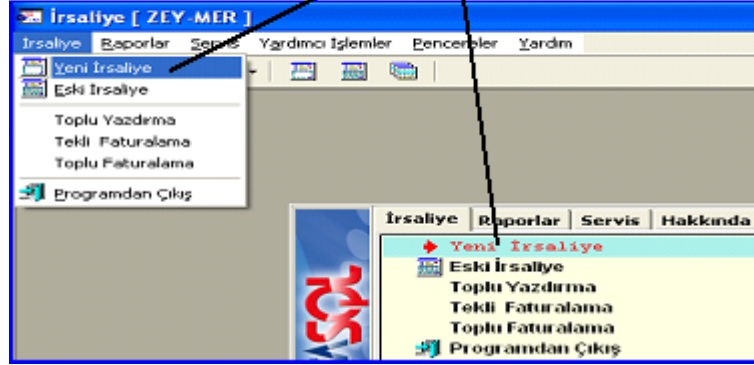 İrsaliye [ ZEY-MER ]
İrsaliye Raporlar Servis Yardımcı İşlemler Pencereler Yardım
Yeni İrsaliye
Eski İrsaliye
Toplu Yazdırma
Tekli Faturalama
Toplu Faturalama
Programdan Çıkış
İrsaliye Raporlar Servis Hakkında
Yeni İrsaliye
Eski İrsaliye
Toplu Yazdırma
Tekli Faturalama
Toplu Faturalama
Programdan Çıkış